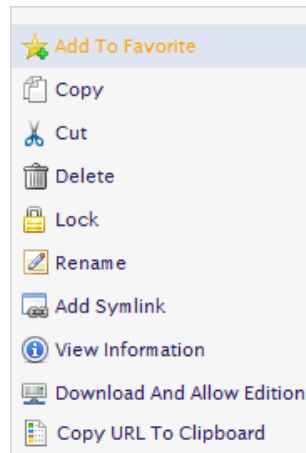 Add To Favorite
Copy
Cut
Delete
Lock
Rename
Add Symlink
View Information
Download And Allow Edition
Copy URL To Clipboard